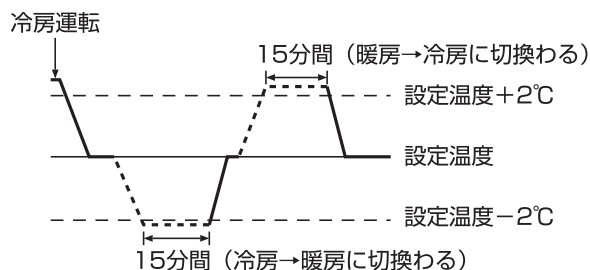 冷房運転
15分間（暖房→冷房に切換わる）
設定温度＋2℃
設定温度
設定温度－2℃
15分間（冷房→暖房に切換わる）